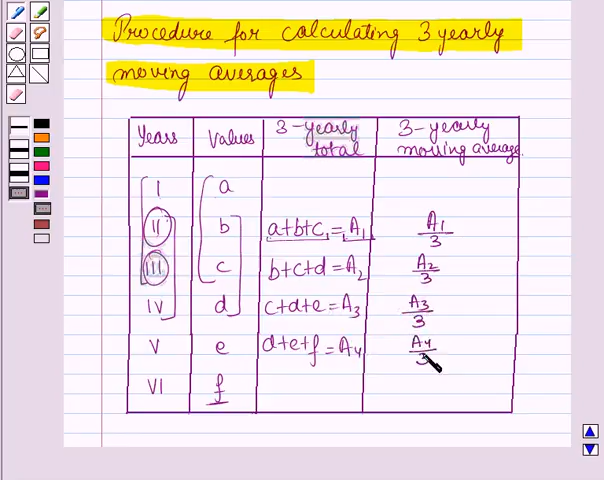 Procedure for calculating 3 yearly
moving averages
Years Values 3-yearly total 3-yearly moving average
I a
II b a+b+c=A₁ A₁/3
III c b+c+d=A₂ A₂/3
IV d c+d+e=A₃ A₃/3
V e d+e+f=A₄ A₄/3
VI f